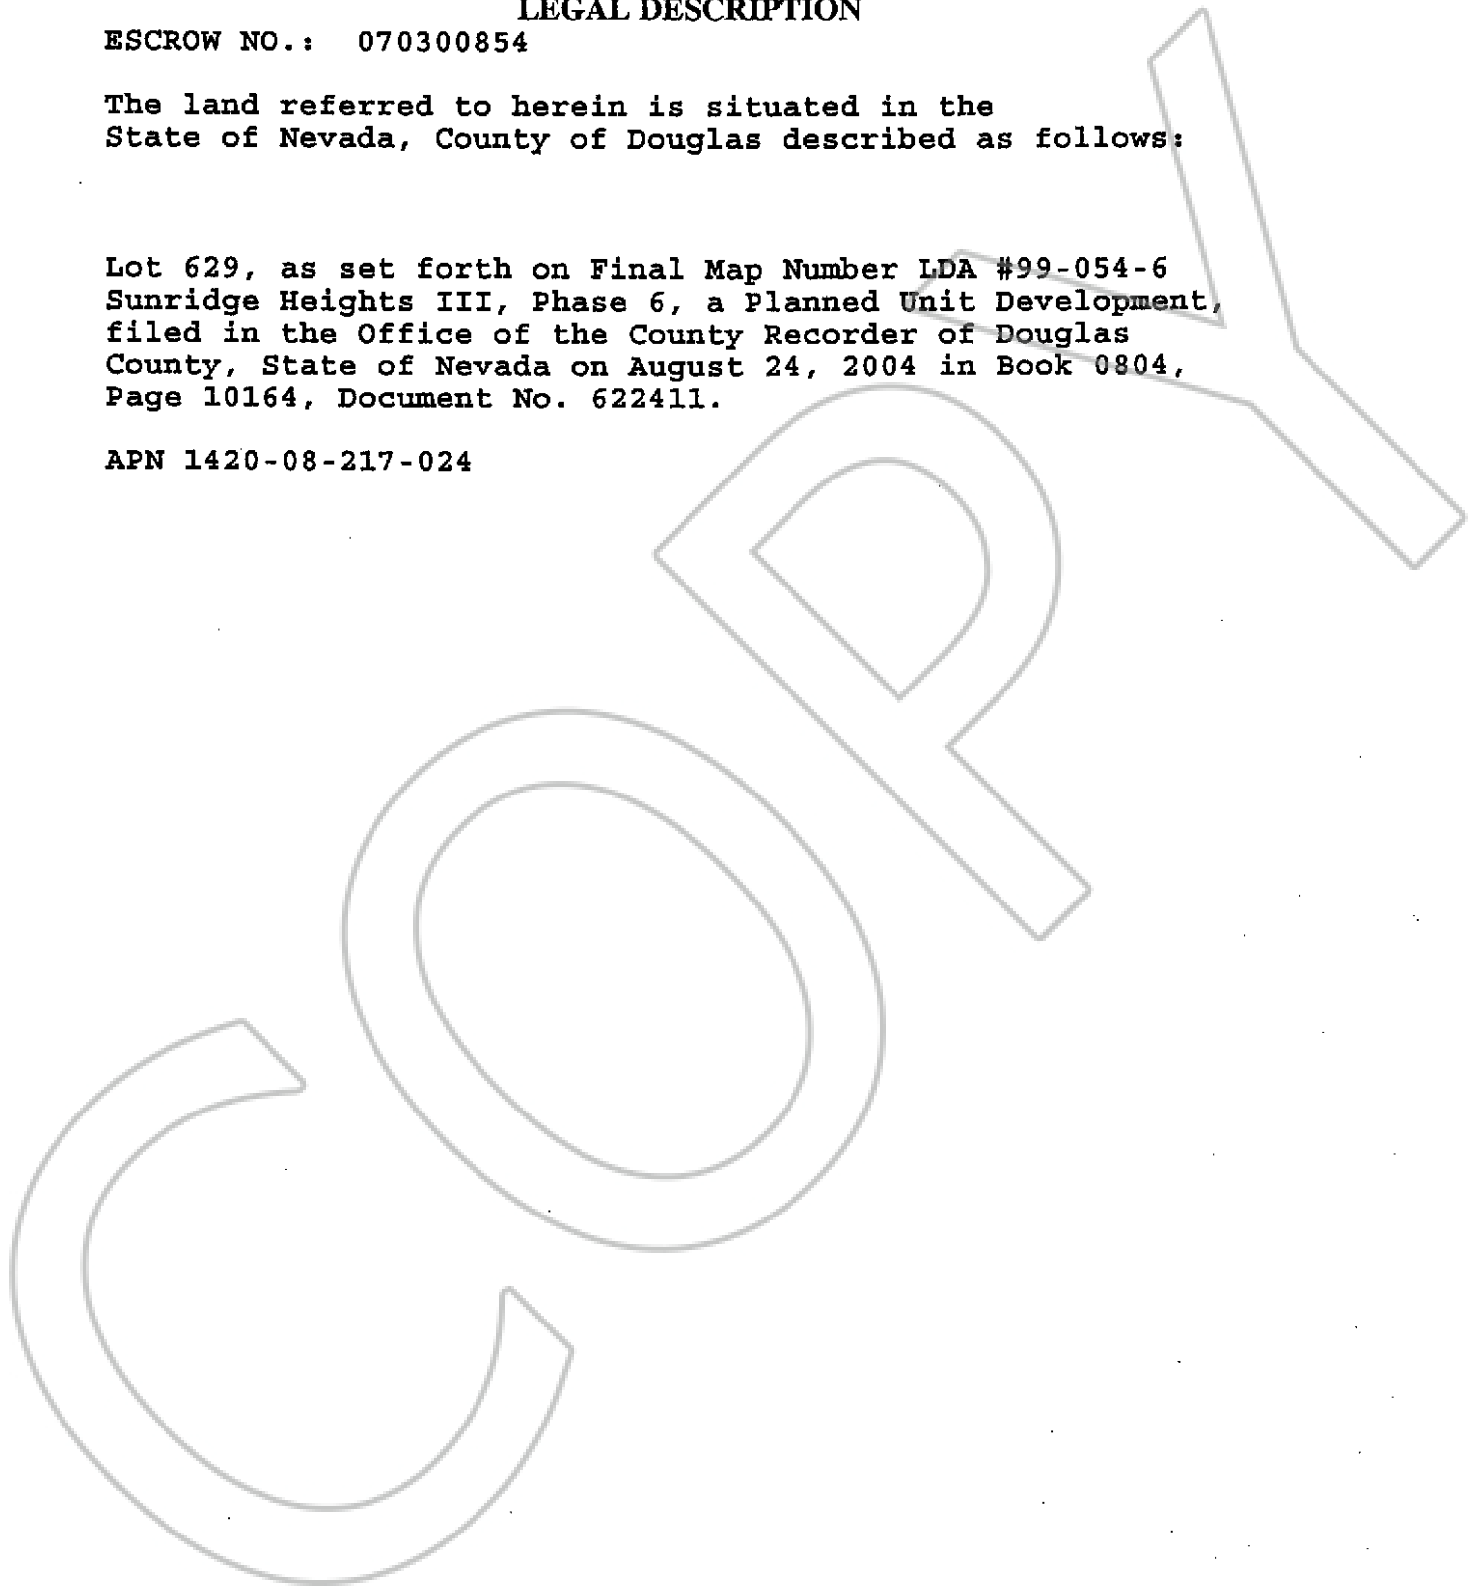 LEGAL DESCRIPTION
ESCROW NO.: 070300854
The land referred to herein is situated in the
State of Nevada, County of Douglas described as follows:
Lot 629, as set forth on Final Map Number LDA #99-054-6
Sunridge Heights III, Phase 6, a Planned Unit Development,
filed in the Office of the County Recorder of Douglas
County, State of Nevada on August 24, 2004 in Book 0804,
Page 10164, Document No. 622411.
APN 1420-08-217-024
COPY